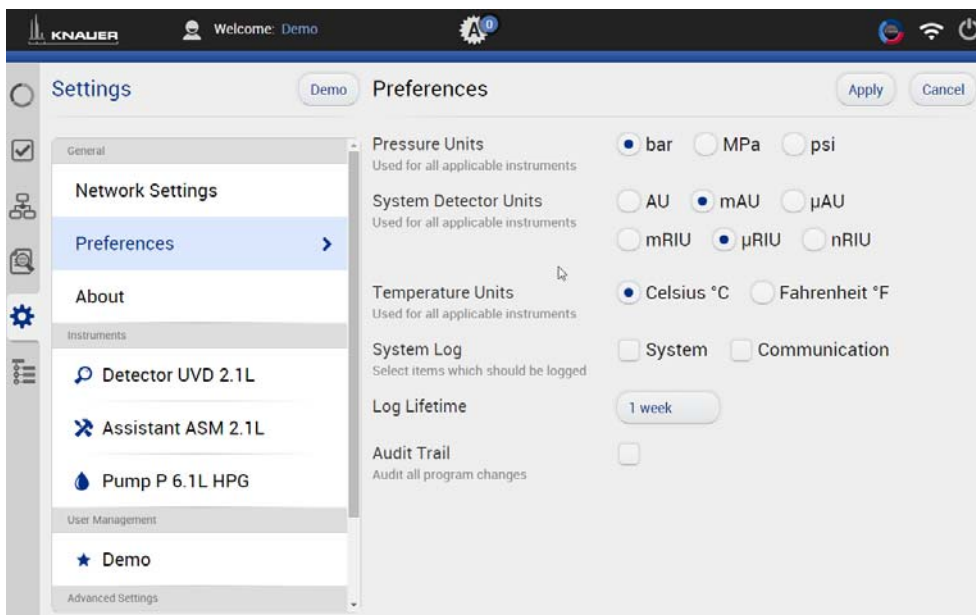 KNAUER
Welcome: Demo
A 0
Settings
Demo
Preferences
Apply
Cancel
General
Network Settings
Preferences
About
Instruments
Detector UVD 2.1L
Assistant ASM 2.1L
Pump P 6.1L HPG
User Management
Demo
Advanced Settings
Pressure Units
Used for all applicable instruments
bar MPa psi
System Detector Units
Used for all applicable instruments
AU mAU µAU
mRIU µRIU nRIU
Temperature Units
Used for all applicable instruments
Celsius °C Fahrenheit °F
System Log
Select items which should be logged
System Communication
Log Lifetime
1 week
Audit Trail
Audit all program changes